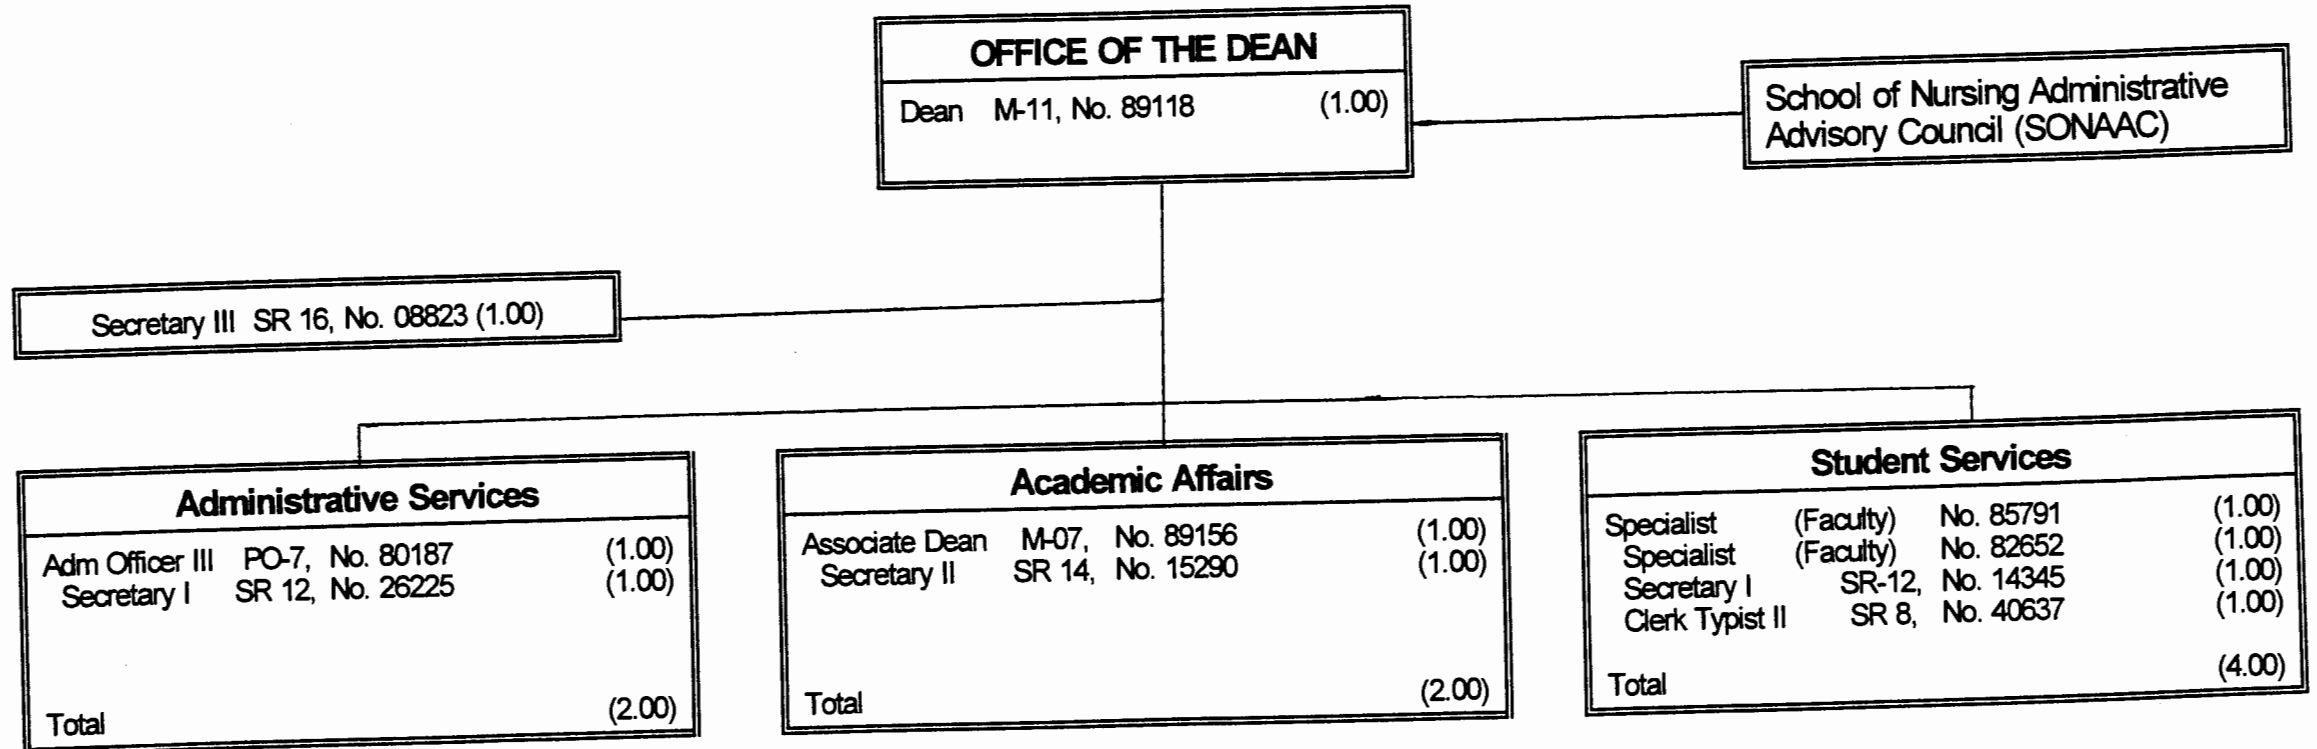 OFFICE OF THE DEAN
Dean M-11, No. 89118 (1.00)
School of Nursing Administrative
Advisory Council (SONAAC)
Secretary III SR 16, No. 08823 (1.00)
Administrative Services
Adm Officer III PO-7, No. 80187 (1.00)
Secretary I SR 12, No. 26225 (1.00)
Total (2.00)
Academic Affairs
Associate Dean M-07, No. 89156 (1.00)
Secretary II SR 14, No. 15290 (1.00)
Total (2.00)
Student Services
Specialist (Faculty) No. 85791 (1.00)
Specialist (Faculty) No. 82652 (1.00)
Secretary I SR-12, No. 14345 (1.00)
Clerk Typist II SR 8, No. 40637 (1.00)
Total (4.00)